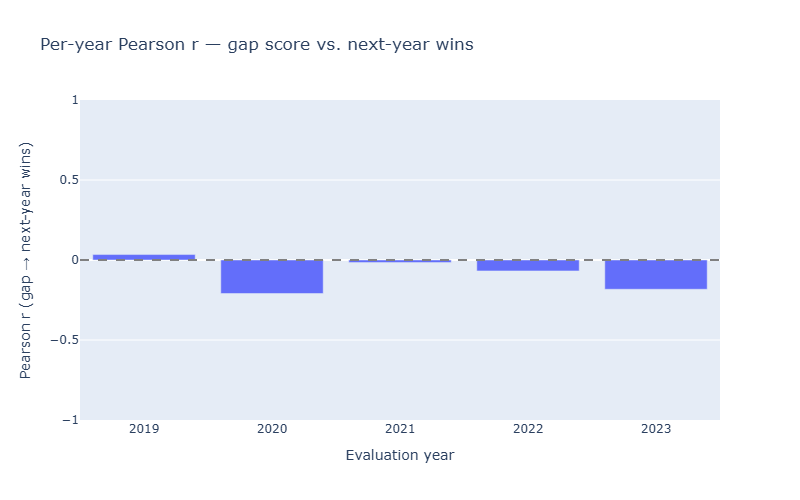 Per-year Pearson r — gap score vs. next-year wins
Pearson r (gap → next-year wins)
1
0.5
0
−0.5
−1
2019 2020 2021 2022 2023
Evaluation year